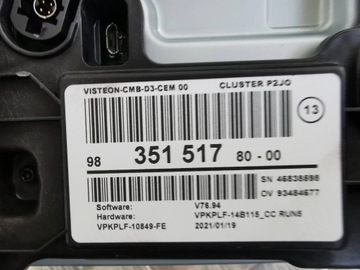 VISTEON-CMB-D3-CEM 00 CLUSTER P2JO
13
98 351 517 80 - 00
SN 46838698
OV 93484677
Software: V76.94
Hardware: VPKPLF-14B115_CC RUN5
VPKPLF-10849-FE 2021/01/19